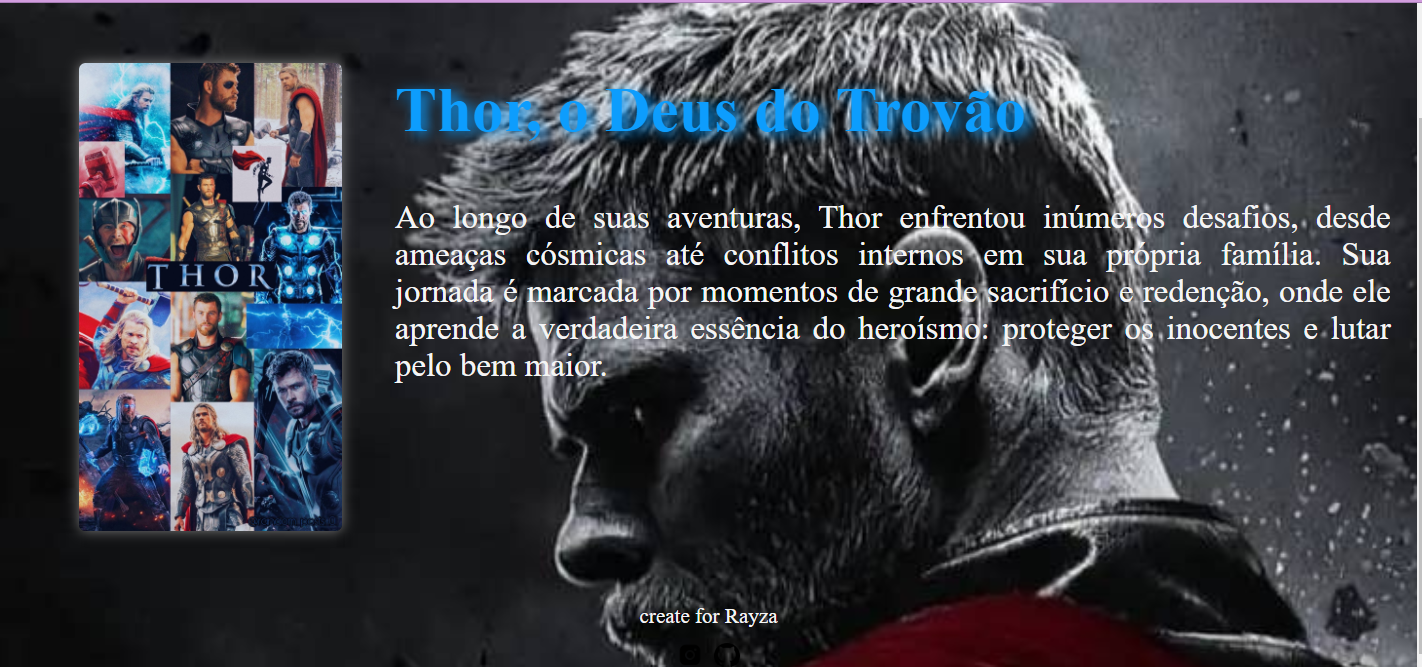 Thor, o Deus do Trovão
Ao longo de suas aventuras, Thor enfrentou inúmeros desafios, desde
ameaças cósmicas até conflitos internos em sua própria família. Sua
jornada é marcada por momentos de grande sacrifício e redenção, onde ele
aprende a verdadeira essência do heroísmo: proteger os inocentes e lutar
pelo bem maior.
THOR
create for Rayza